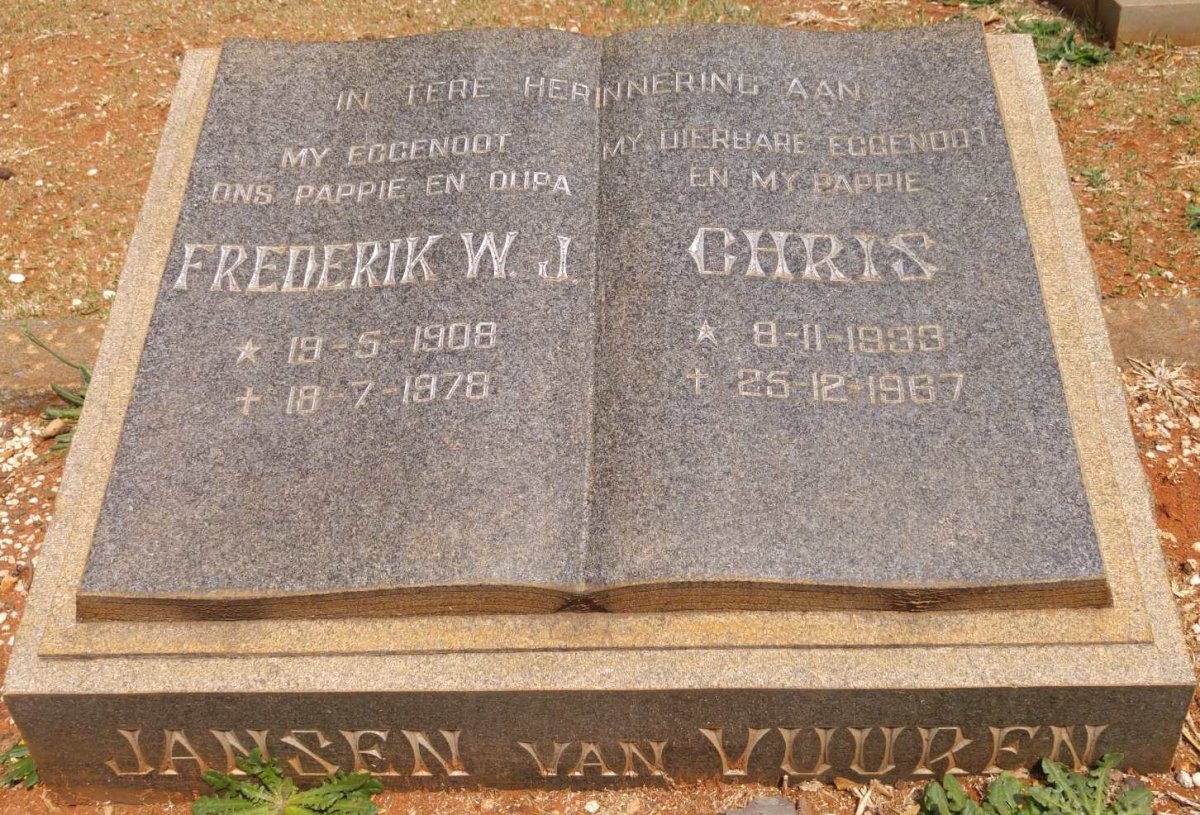 IN TERE HERINNERING AAN
MY EGGENOOT
ONS PAPPIE EN OUPA
FREDERIK W. J.
★ 19-5-1908
✝ 18-7-1978
MY DIERBARE EGGENOOT
EN MY PAPPIE
CHRIS
★ 8-11-1933
✝ 25-12-1967
JANSEN VAN VUUREN